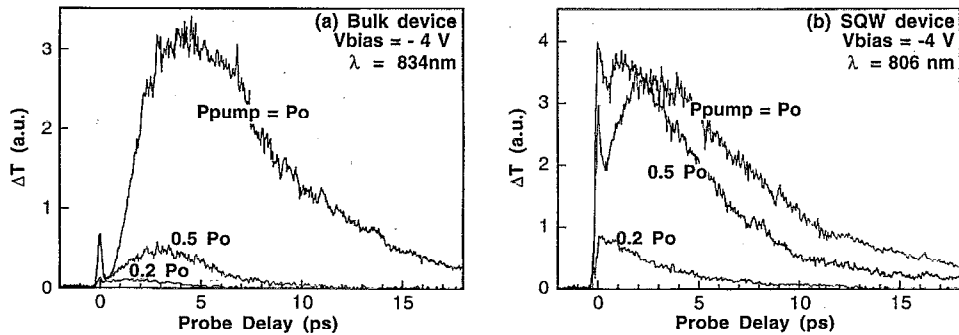 (a) Bulk device
Vbias = - 4 V
λ = 834nm
Ppump = Po
0.5 Po
0.2 Po
ΔT (a.u.)
3
2
1
0
0
5
10
15
Probe Delay (ps)
(b) SQW device
Vbias = -4 V
λ = 806 nm
Ppump = Po
0.5 Po
0.2 Po
ΔT (a.u.)
4
3
2
1
0
0
5
10
15
Probe Delay (ps)